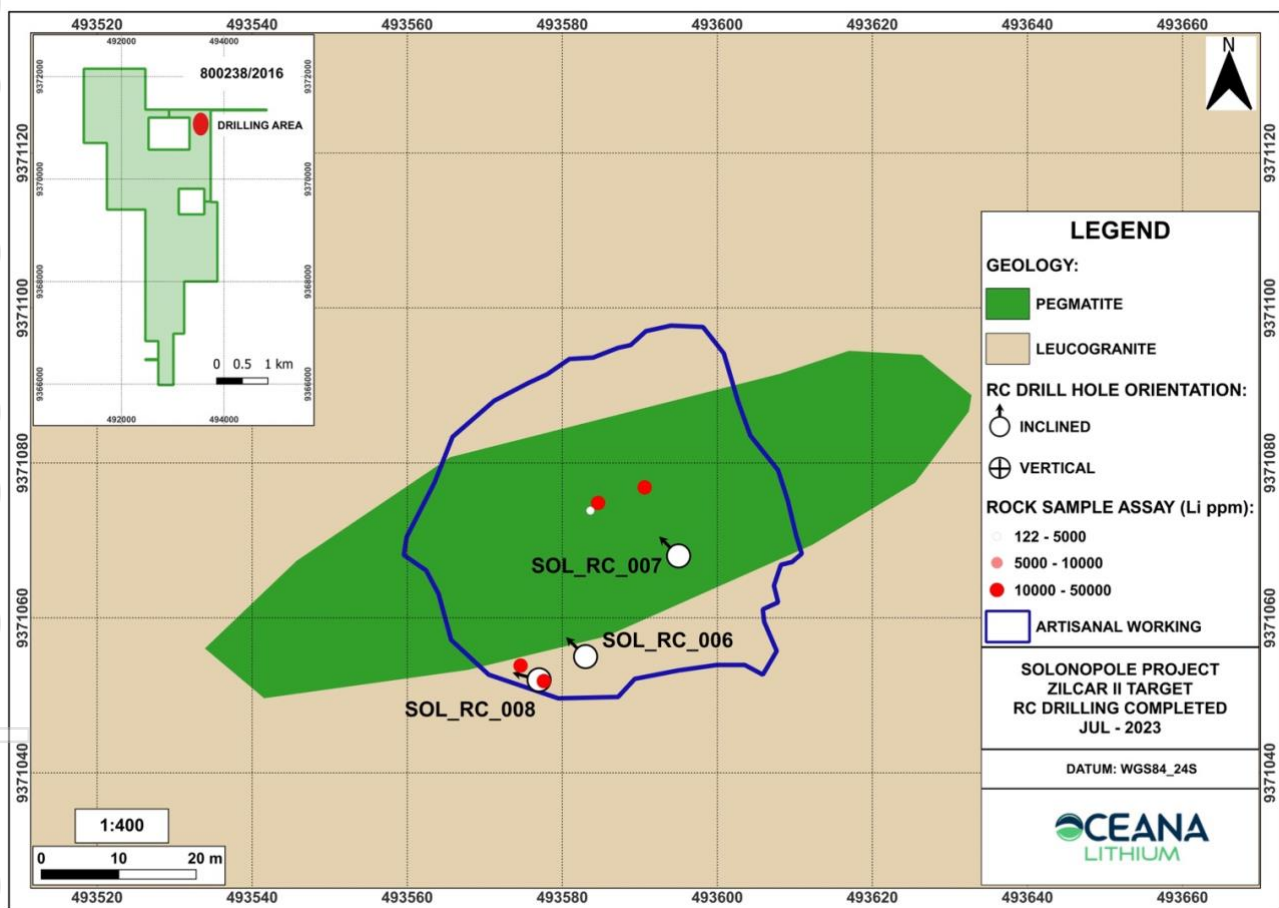 493520 493540 493560 493580 493600 493620 493640 493660
492000 494000
800238/2016
9372000
9372000
DRILLING AREA
9370000
9370000
9368000
9368000
0 0.5 1 km
9366000
9366000
492000 494000
N
9371120
9371120
9371100
9371100
9371080
9371080
9371060
9371060
9371040
9371040
SOL_RC_007
SOL_RC_006
SOL_RC_008
LEGEND
GEOLOGY:
PEGMATITE
LEUCOGRANITE
RC DRILL HOLE ORIENTATION:
INCLINED
VERTICAL
ROCK SAMPLE ASSAY (Li ppm):
122 - 5000
5000 - 10000
10000 - 50000
ARTISANAL WORKING
SOLONOPOLE PROJECT
ZILCAR II TARGET
RC DRILLING COMPLETED
JUL - 2023
DATUM: WGS84_24S
OCEANA
LITHIUM
1:400
0 10 20 m
493520 493540 493560 493580 493600 493620 493640 493660